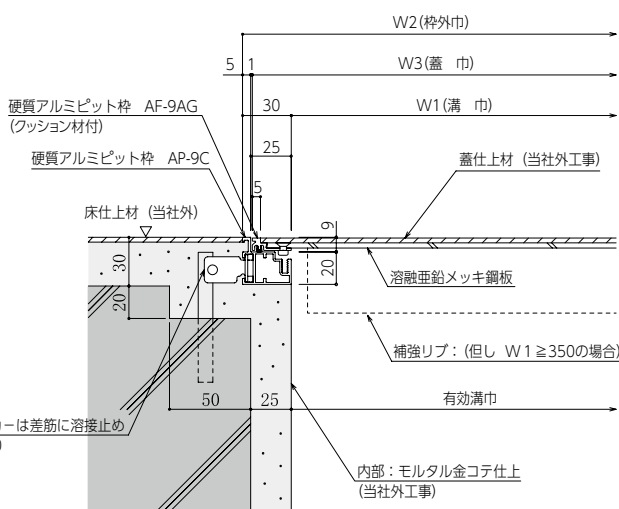 W2(枠外巾)
5
1
W3(蓋　巾)
硬質アルミピット枠　AF-9AG
(クッション材付)
30
W1(溝　巾)
硬質アルミピット枠　AP-9C
25
蓋仕上材 (当社外工事)
5
床仕上材 (当社外)
9
30
20
溶融亜鉛メッキ鋼板
20
補強リブ：(但し　W１≧350の場合)
50
25
有効溝巾
ーは差筋に溶接止め
)
内部：モルタル金コテ仕上
(当社外工事)